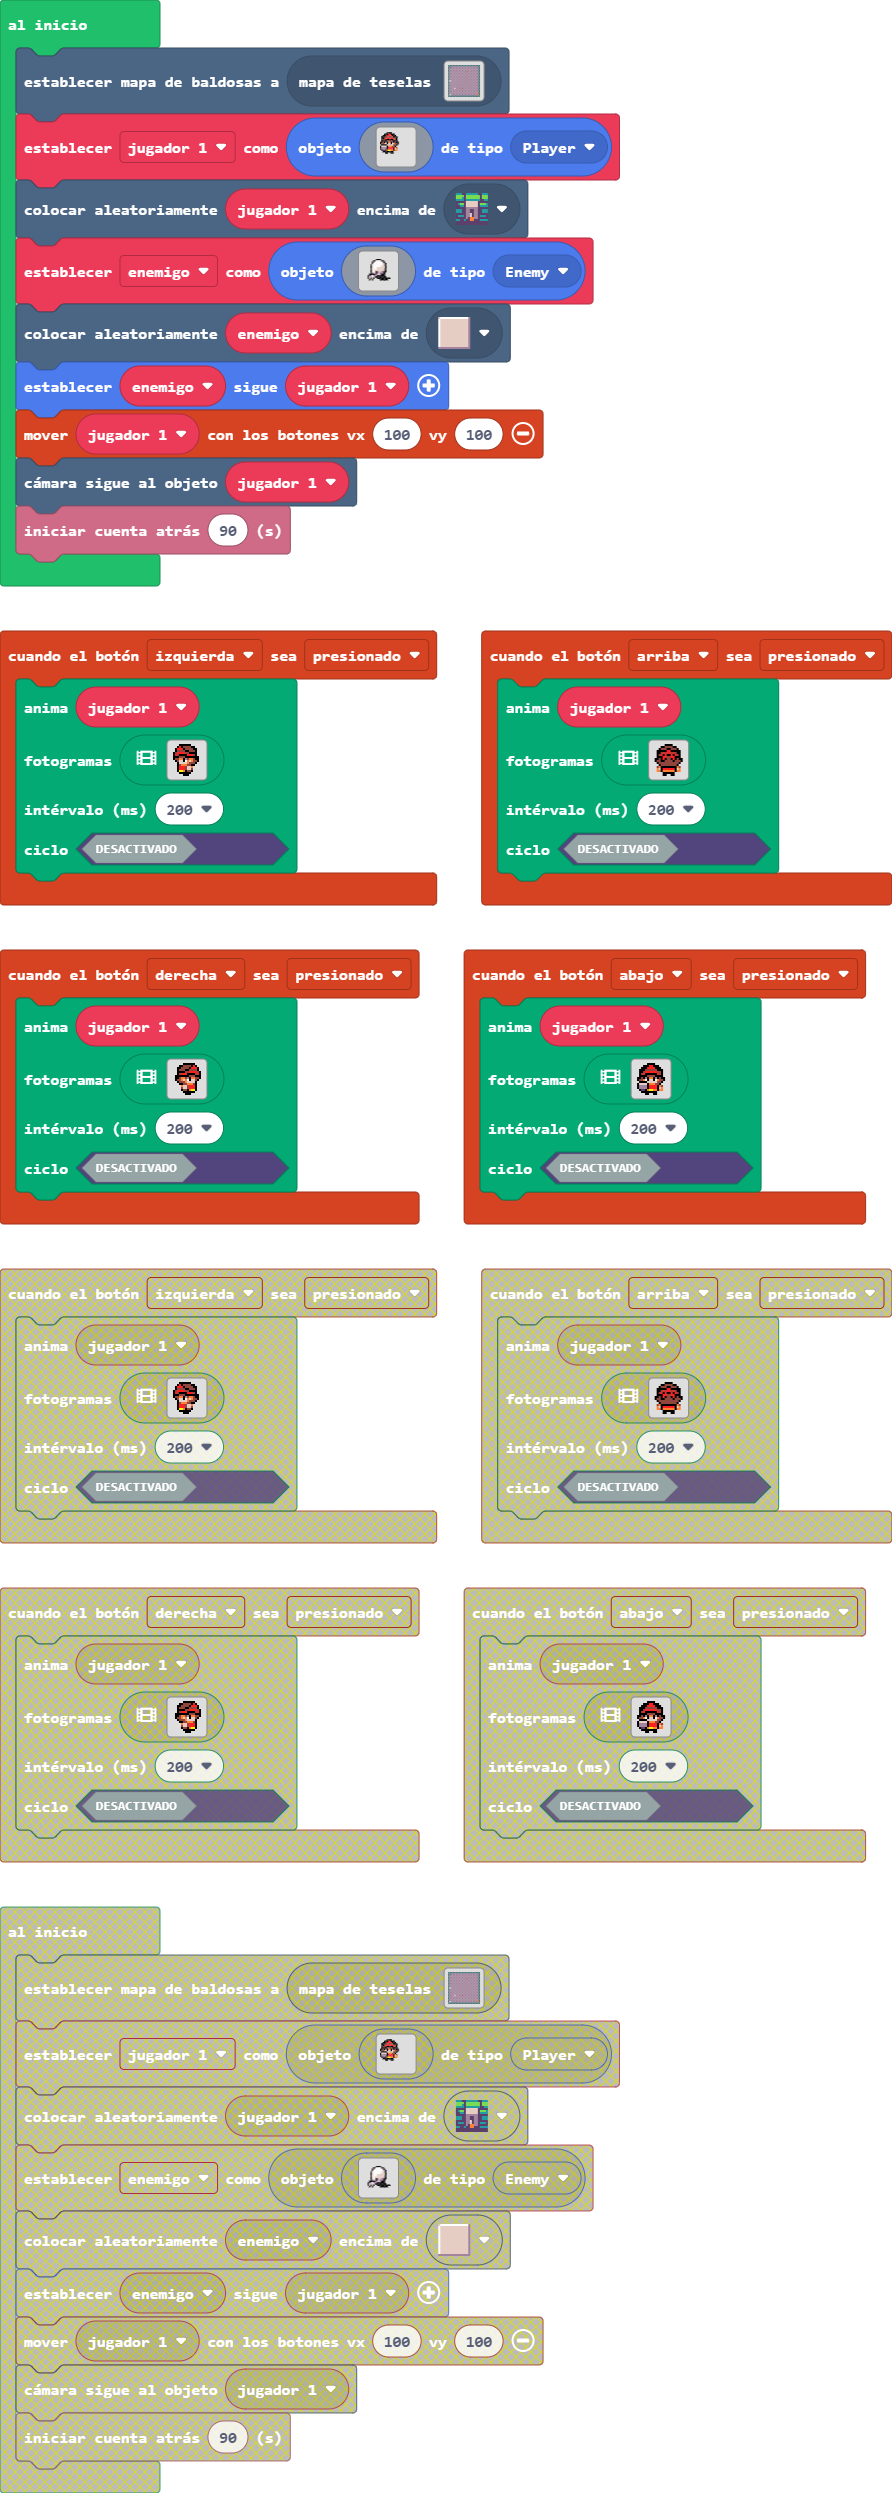 al inicio
establecer mapa de baldosas a mapa de teselas
establecer jugador 1 como objeto de tipo Player
colocar aleatoriamente jugador 1 encima de
establecer enemigo como objeto de tipo Enemy
colocar aleatoriamente enemigo encima de
establecer enemigo sigue jugador 1
mover jugador 1 con los botones vx 100 vy 100
cámara sigue al objeto jugador 1
iniciar cuenta atrás 90 (s)
cuando el botón izquierda sea presionado
anima jugador 1
fotogramas
intérvalo (ms) 200
ciclo DESACTIVADO
cuando el botón arriba sea presionado
anima jugador 1
fotogramas
intérvalo (ms) 200
ciclo DESACTIVADO
cuando el botón derecha sea presionado
anima jugador 1
fotogramas
intérvalo (ms) 200
ciclo DESACTIVADO
cuando el botón abajo sea presionado
anima jugador 1
fotogramas
intérvalo (ms) 200
ciclo DESACTIVADO
cuando el botón izquierda sea presionado
anima jugador 1
fotogramas
intérvalo (ms) 200
ciclo DESACTIVADO
cuando el botón arriba sea presionado
anima jugador 1
fotogramas
intérvalo (ms) 200
ciclo DESACTIVADO
cuando el botón derecha sea presionado
anima jugador 1
fotogramas
intérvalo (ms) 200
ciclo DESACTIVADO
cuando el botón abajo sea presionado
anima jugador 1
fotogramas
intérvalo (ms) 200
ciclo DESACTIVADO
al inicio
establecer mapa de baldosas a mapa de teselas
establecer jugador 1 como objeto de tipo Player
colocar aleatoriamente jugador 1 encima de
establecer enemigo como objeto de tipo Enemy
colocar aleatoriamente enemigo encima de
establecer enemigo sigue jugador 1
mover jugador 1 con los botones vx 100 vy 100
cámara sigue al objeto jugador 1
iniciar cuenta atrás 90 (s)